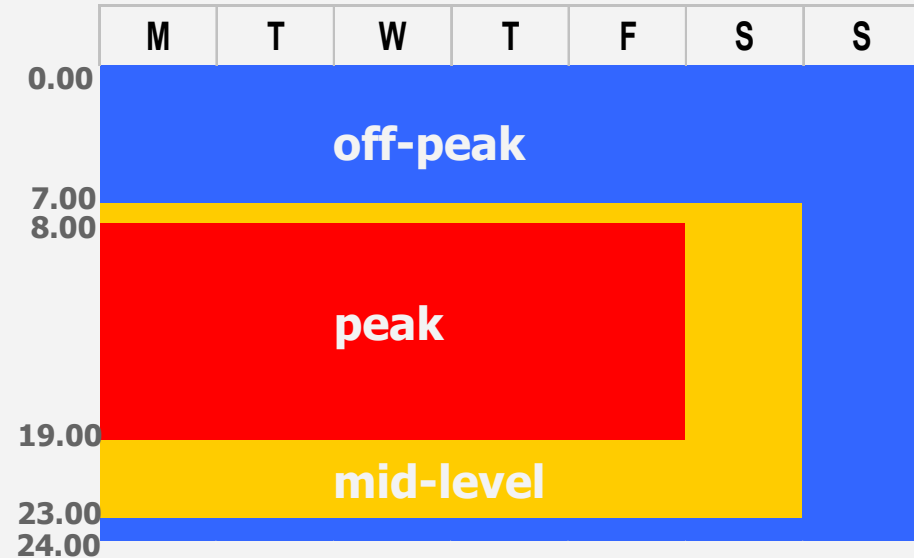 M T W T F S S
0.00
off-peak
7.00
8.00
peak
19.00
mid-level
23.00
24.00